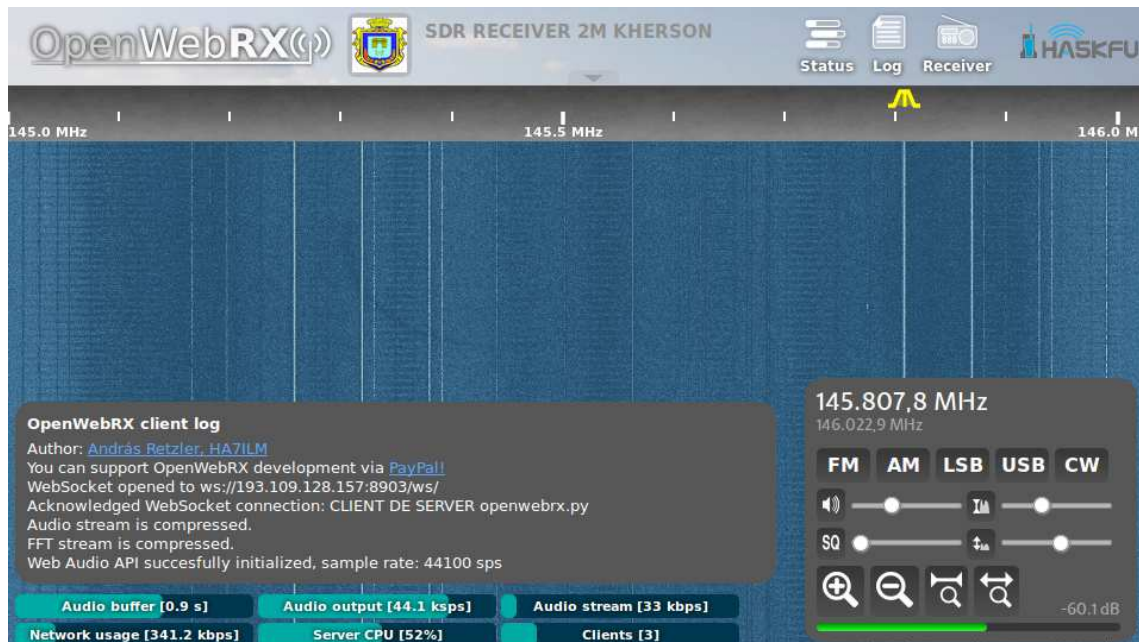 OpenWebRX
SDR RECEIVER 2M KHERSON
Status Log Receiver
HA5KFU
145.0 MHz 145.5 MHz 146.0 M
OpenWebRX client log
Author: András Retzler, HA7ILM
You can support OpenWebRX development via PayPal!
WebSocket opened to ws://193.109.128.157:8903/ws/
Acknowledged WebSocket connection: CLIENT DE SERVER openwebrx.py
Audio stream is compressed.
FFT stream is compressed.
Web Audio API succesfully initialized, sample rate: 44100 sps
145.807,8 MHz
146.022,9 MHz
FM AM LSB USB CW
SQ
-60.1 dB
Audio buffer [0.9 s] Audio output [44.1 ksps] Audio stream [33 kbps]
Network usage [341.2 kbps] Server CPU [52%] Clients [3]